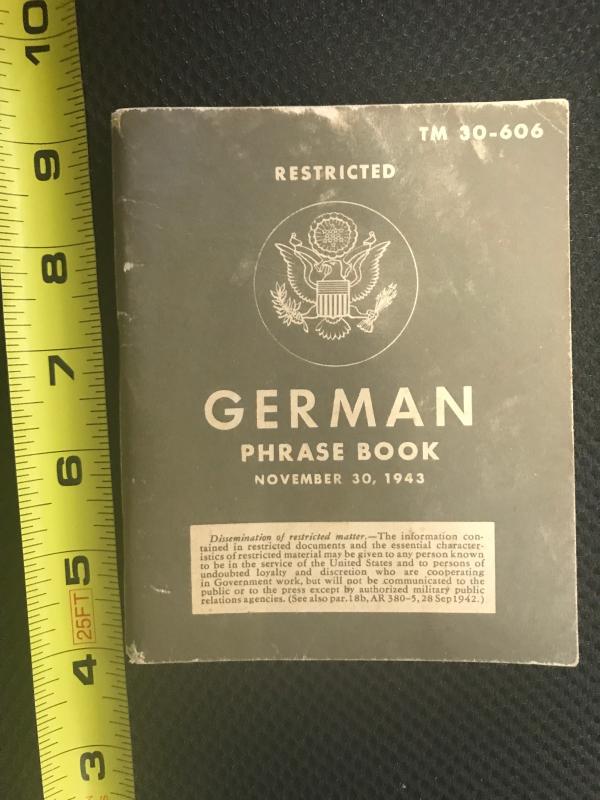 TM 30-606
RESTRICTED
GERMAN
PHRASE BOOK
NOVEMBER 30, 1943
Dissemination of restricted matter.—The information con-
tained in restricted documents and the essential character-
istics of restricted material may be given to any person known
to be in the service of the United States and to persons of
undoubted loyalty and discretion who are cooperating
in Government work, but will not be communicated to the
public or to the press except by authorized military public
relations agencies. (See also par. 18b, AR 380-5, 28 Sep 1942.)
10
9
8
7
6
5
25FT
4
3